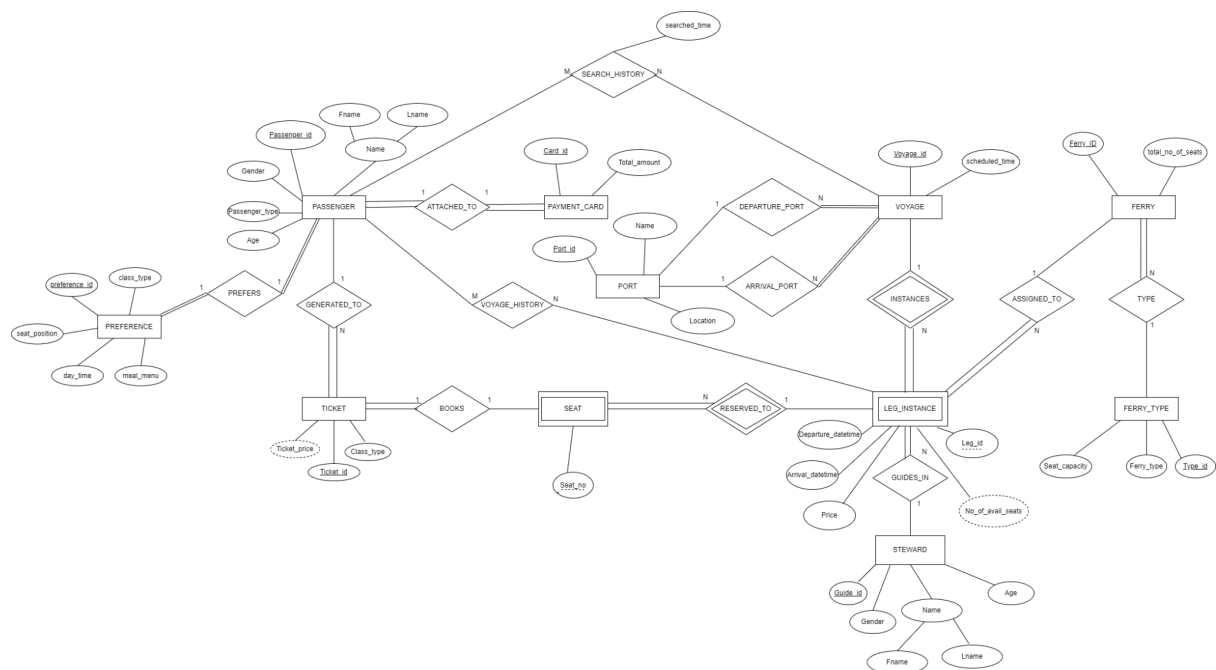 searched_time
M
SEARCH_HISTORY
N
Fname
Lname
Passenger_id
Name
Gender
Passenger_type
Age
PASSENGER
1
ATTACHED_TO
1
PAYMENT_CARD
Card_id
Total_amount
Voyage_id
scheduled_time
VOYAGE
Ferry_ID
total_no_of_seats
FERRY
1
DEPARTURE_PORT
N
Name
Port_id
PORT
Location
1
ARRIVAL_PORT
N
class_type
preference_id
seat_position
PREFERENCE
day_time
meal_menu
1
PREFERS
1
1
GENERATED_TO
N
M
VOYAGE_HISTORY
N
1
INSTANCES
N
1
ASSIGNED_TO
N
N
TYPE
1
TICKET
Ticket_price
Ticket_id
Class_type
1
BOOKS
1
SEAT
Seat_no
N
RESERVED_TO
1
LEG_INSTANCE
Departure_datetime
Arrival_datetime
Price
Leg_id
No_of_avail_seats
N
GUIDES_IN
1
FERRY_TYPE
Seat_capacity
Ferry_type
Type_id
STEWARD
Guide_id
Gender
Name
Age
Fname
Lname